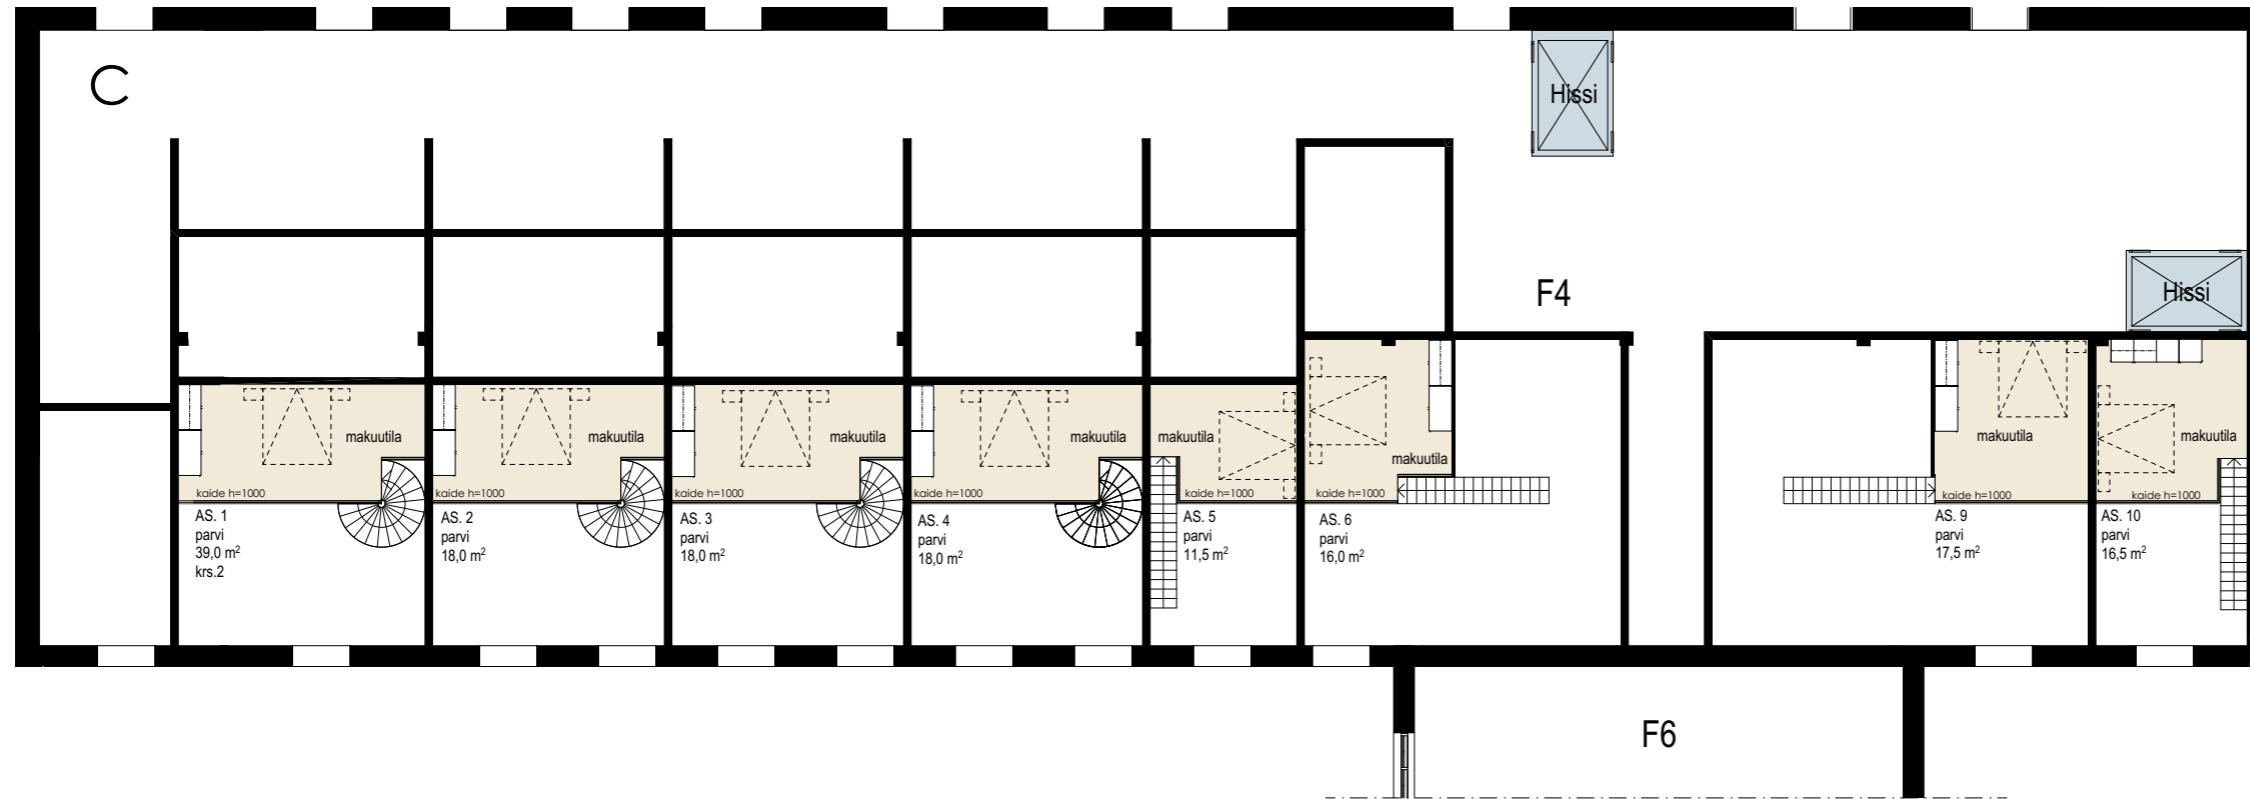 C
Hissi
F4
Hissi
makuutila
makuutila
makuutila
makuutila
makuutila
makuutila
makuutila
makuutila
kaide h=1000
kaide h=1000
kaide h=1000
kaide h=1000
kaide h=1000
kaide h=1000
kaide h=1000
kaide h=1000
AS. 1
parvi
39,0 m²
krs.2
AS. 2
parvi
18,0 m²
AS. 3
parvi
18,0 m²
AS. 4
parvi
18,0 m²
AS. 5
parvi
11,5 m²
AS. 6
parvi
16,0 m²
AS. 9
parvi
17,5 m²
AS. 10
parvi
16,5 m²
F6